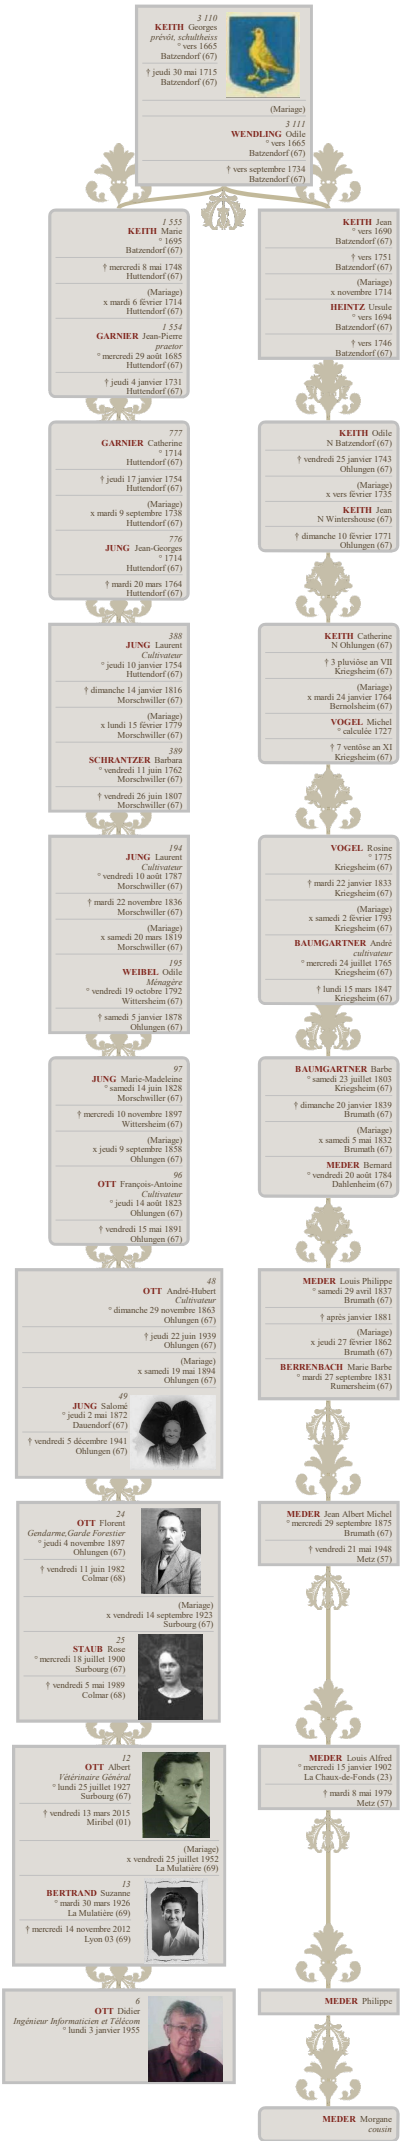 3 110
KEITH Georges
prévôt, schultheiss
° vers 1665
Batzendorf (67)
† jeudi 30 mai 1715
Batzendorf (67)
(Mariage)
3 111
WENDLING Odile
° vers 1665
Batzendorf (67)
† vers septembre 1734
Batzendorf (67)
1 555
KEITH Marie
° 1695
Batzendorf (67)
† mercredi 8 mai 1748
Huttendorf (67)
(Mariage)
x mardi 6 février 1714
Huttendorf (67)
1 554
GARNIER Jean-Pierre
praetor
° mercredi 29 août 1685
Huttendorf (67)
† jeudi 4 janvier 1731
Huttendorf (67)
777
GARNIER Catherine
° 1714
Huttendorf (67)
† jeudi 17 janvier 1754
Huttendorf (67)
(Mariage)
x mardi 9 septembre 1738
Huttendorf (67)
776
JUNG Jean-Georges
° 1714
Huttendorf (67)
† mardi 20 mars 1764
Huttendorf (67)
388
JUNG Laurent
Cultivateur
° jeudi 10 janvier 1754
Huttendorf (67)
† dimanche 14 janvier 1816
Morschwiller (67)
(Mariage)
x lundi 15 février 1779
Morschwiller (67)
389
SCHRANTZER Barbara
° vendredi 11 juin 1762
Morschwiller (67)
† vendredi 26 juin 1807
Morschwiller (67)
194
JUNG Laurent
Cultivateur
° vendredi 10 août 1787
Morschwiller (67)
† mardi 22 novembre 1836
Morschwiller (67)
(Mariage)
x samedi 20 mars 1819
Morschwiller (67)
195
WEIBEL Odile
Ménagère
° vendredi 19 octobre 1792
Wittersheim (67)
† samedi 5 janvier 1878
Ohlungen (67)
97
JUNG Marie-Madeleine
° samedi 14 juin 1828
Morschwiller (67)
† mercredi 10 novembre 1897
Wittersheim (67)
(Mariage)
x jeudi 9 septembre 1858
Ohlungen (67)
96
OTT François-Antoine
Cultivateur
° jeudi 14 août 1823
Ohlungen (67)
† vendredi 15 mai 1891
Ohlungen (67)
48
OTT André-Hubert
Cultivateur
° dimanche 29 novembre 1863
Ohlungen (67)
† jeudi 22 juin 1939
Ohlungen (67)
(Mariage)
x samedi 19 mai 1894
Ohlungen (67)
49
JUNG Salomé
° jeudi 2 mai 1872
Dauendorf (67)
† vendredi 5 décembre 1941
Ohlungen (67)
24
OTT Florent
Gendarme,Garde Forestier
° jeudi 4 novembre 1897
Ohlungen (67)
† vendredi 11 juin 1982
Colmar (68)
(Mariage)
x vendredi 14 septembre 1923
Surbourg (67)
25
STAUB Rose
° mercredi 18 juillet 1900
Surbourg (67)
† vendredi 5 mai 1989
Colmar (68)
12
OTT Albert
Vétérinaire Général
° lundi 25 juillet 1927
Surbourg (67)
† vendredi 13 mars 2015
Miribel (01)
(Mariage)
x vendredi 25 juillet 1952
La Mulatière (69)
13
BERTRAND Suzanne
° mardi 30 mars 1926
La Mulatière (69)
† mercredi 14 novembre 2012
Lyon 03 (69)
6
OTT Didier
Ingénieur Informaticien et Télécom
° lundi 3 janvier 1955
KEITH Jean
° vers 1690
Batzendorf (67)
† vers 1751
Batzendorf (67)
(Mariage)
x novembre 1714
HEINTZ Ursule
° vers 1694
Batzendorf (67)
† vers 1746
Batzendorf (67)
KEITH Odile
N Batzendorf (67)
† vendredi 25 janvier 1743
Ohlungen (67)
(Mariage)
x vers février 1735
KEITH Jean
N Wintershouse (67)
† dimanche 10 février 1771
Ohlungen (67)
KEITH Catherine
N Ohlungen (67)
† 3 pluviôse an VII
Kriegsheim (67)
(Mariage)
x mardi 24 janvier 1764
Bernolsheim (67)
VOGEL Michel
° calculée 1727
† 7 ventôse an XI
Kriegsheim (67)
VOGEL Rosine
° 1775
Kriegsheim (67)
† mardi 22 janvier 1833
Kriegsheim (67)
(Mariage)
x samedi 2 février 1793
Kriegsheim (67)
BAUMGARTNER André
cultivateur
° mercredi 24 juillet 1765
Kriegsheim (67)
† lundi 15 mars 1847
Kriegsheim (67)
BAUMGARTNER Barbe
° samedi 23 juillet 1803
Kriegsheim (67)
† dimanche 20 janvier 1839
Brumath (67)
(Mariage)
x samedi 5 mai 1832
Brumath (67)
MEDER Bernard
° vendredi 20 août 1784
Dahlenheim (67)
MEDER Louis Philippe
° samedi 29 avril 1837
Brumath (67)
† après janvier 1881
(Mariage)
x jeudi 27 février 1862
Brumath (67)
BERRENBACH Marie Barbe
° mardi 27 septembre 1831
Rumersheim (67)
MEDER Jean Albert Michel
° mercredi 29 septembre 1875
Brumath (67)
† vendredi 21 mai 1948
Metz (57)
MEDER Louis Alfred
° mercredi 15 janvier 1902
La Chaux-de-Fonds (23)
† mardi 8 mai 1979
Metz (57)
MEDER Philippe
MEDER Morgane
cousin